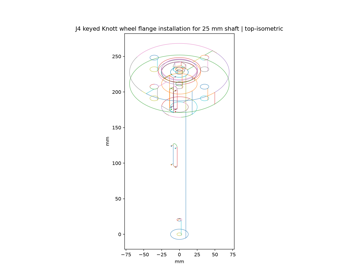 J4 keyed Knott wheel flange installation for 25 mm shaft | top-isometric
250
200
150
100
50
0
mm
−75 −50 −25 0 25 50 75
mm